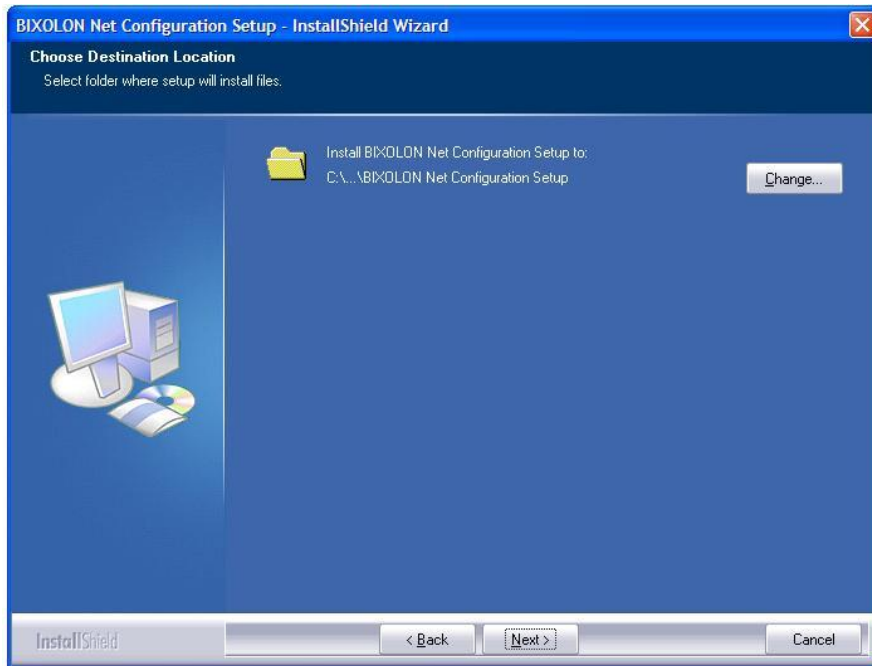 BIXOLON Net Configuration Setup - InstallShield Wizard
Choose Destination Location
Select folder where setup will install files.
Install BIXOLON Net Configuration Setup to:
C:\...\BIXOLON Net Configuration Setup
Change...
InstallShield
< Back
Next >
Cancel